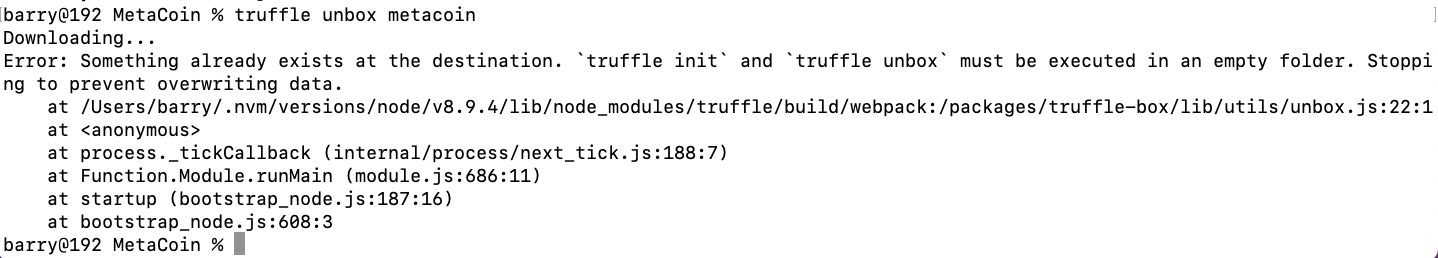 [barry@192 MetaCoin % truffle unbox metacoin ]
Downloading...
Error: Something already exists at the destination. `truffle init` and `truffle unbox` must be executed in an empty folder. Stoppi
ng to prevent overwriting data.
    at /Users/barry/.nvm/versions/node/v8.9.4/lib/node_modules/truffle/build/webpack:/packages/truffle-box/lib/utils/unbox.js:22:1
    at <anonymous>
    at process._tickCallback (internal/process/next_tick.js:188:7)
    at Function.Module.runMain (module.js:686:11)
    at startup (bootstrap_node.js:187:16)
    at bootstrap_node.js:608:3
barry@192 MetaCoin %